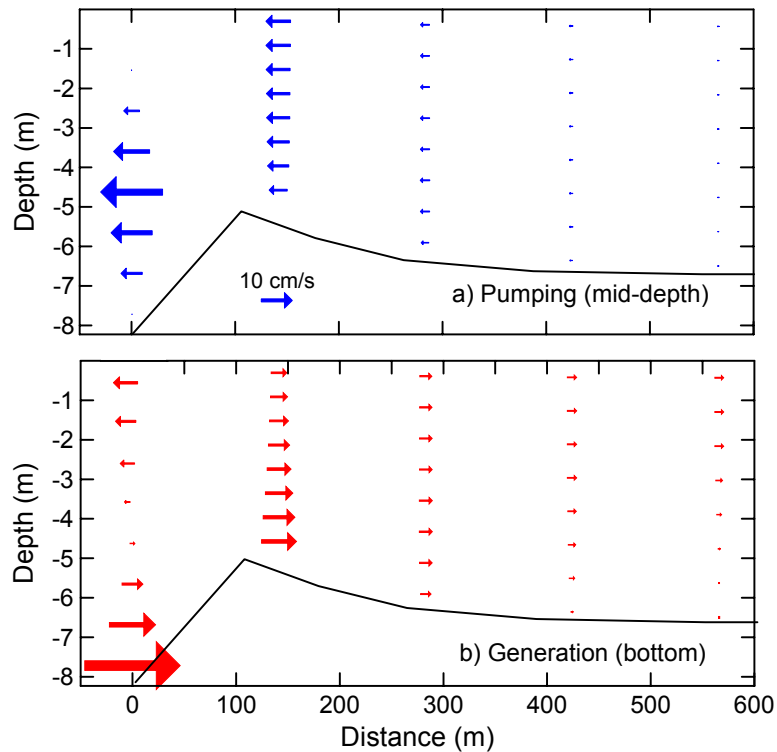 -1
-2
-3
-4
-5
-6
-7
-8
Depth (m)
10 cm/s
a) Pumping (mid-depth)
-1
-2
-3
-4
-5
-6
-7
-8
Depth (m)
b) Generation (bottom)
0 100 200 300 400 500 600
Distance (m)